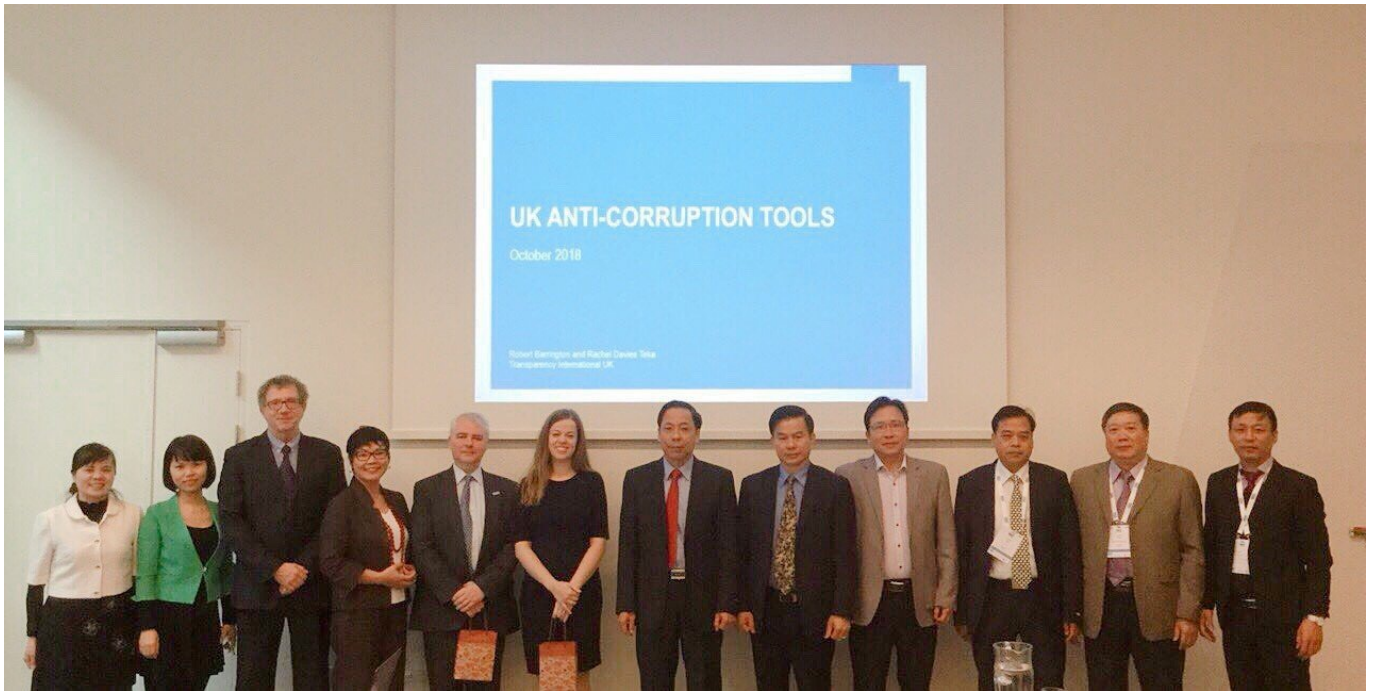 UK ANTI-CORRUPTION TOOLS
October 2018
Robert Barrington and Rachel Davies Teka
Transparency International UK